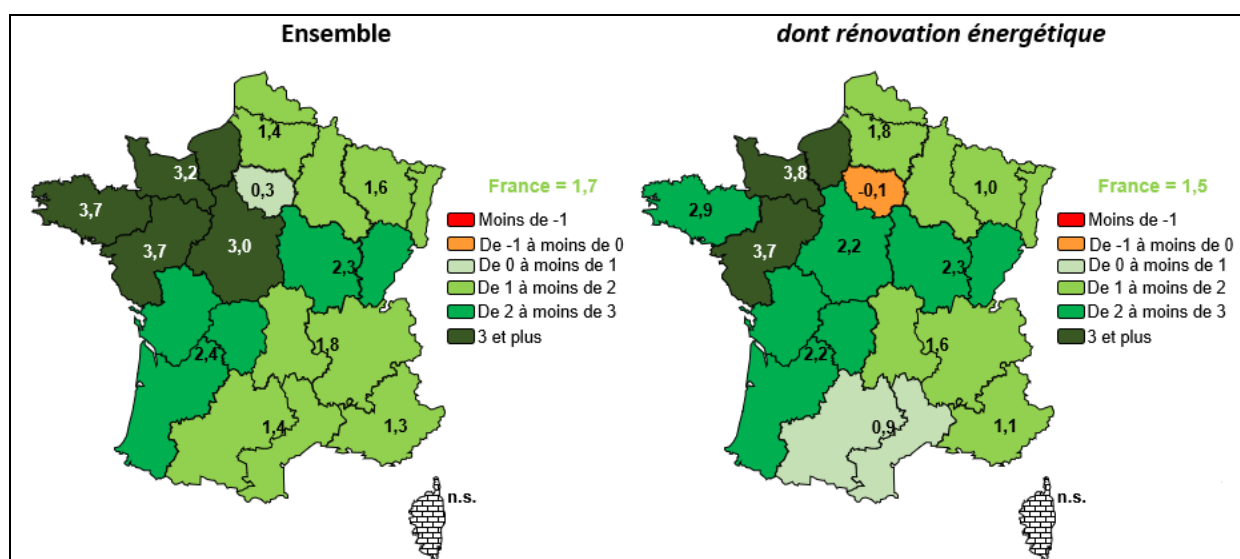 Ensemble
1,4
3,2
0,3
1,6
3,7
3,7
3,0
2,3
2,4
1,8
1,4
1,3
n.s.
France = 1,7
Moins de -1
De -1 à moins de 0
De 0 à moins de 1
De 1 à moins de 2
De 2 à moins de 3
3 et plus
dont rénovation énergétique
1,8
3,8
-0,1
1,0
2,9
3,7
2,2
2,3
2,2
1,6
0,9
1,1
n.s.
France = 1,5
Moins de -1
De -1 à moins de 0
De 0 à moins de 1
De 1 à moins de 2
De 2 à moins de 3
3 et plus